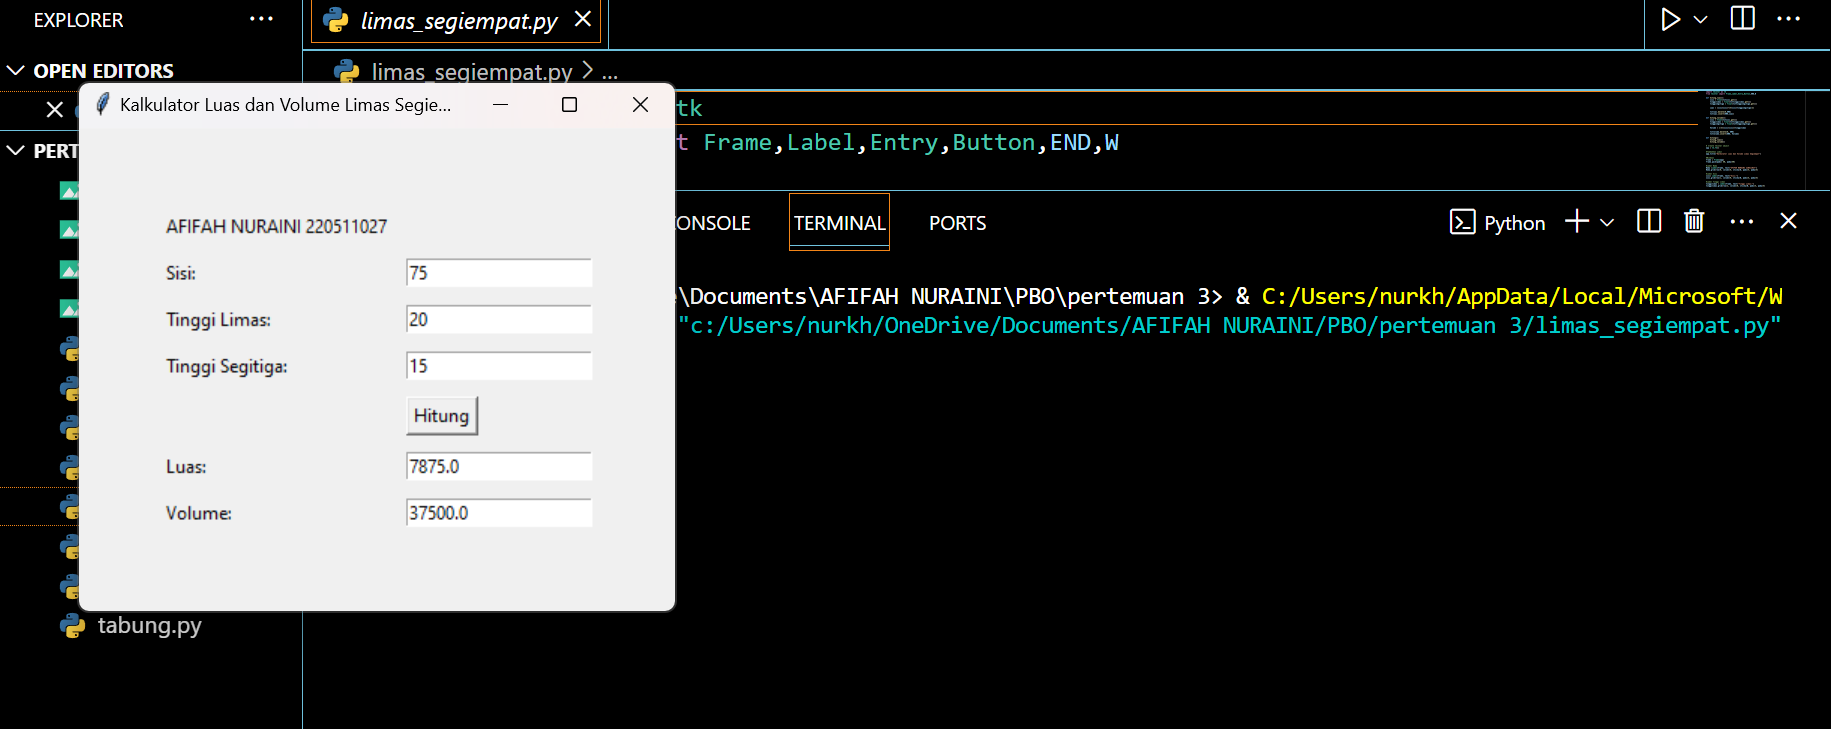 EXPLORER
limas_segiempat.py
OPEN EDITORS
limas_segiempat.py > ...
Kalkulator Luas dan Volume Limas Segie...
tk
t Frame,Label,Entry,Button,END,W
PERT
CONSOLE
TERMINAL
PORTS
Python
AFIFAH NURAINI 220511027
Sisi:
75
Tinggi Limas:
20
Tinggi Segitiga:
15
Hitung
Luas:
7875.0
Volume:
37500.0
\Documents\AFIFAH NURAINI\PBO\pertemuan 3> & C:/Users/nurkh/AppData/Local/Microsoft/W
"c:/Users/nurkh/OneDrive/Documents/AFIFAH NURAINI/PBO/pertemuan 3/limas_segiempat.py"
tabung.py